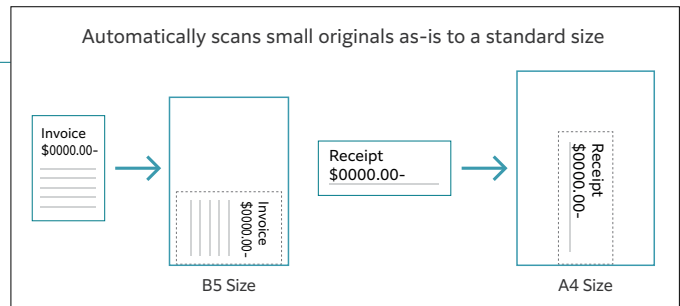 Automatically scans small originals as-is to a standard size
Invoice
$0000.00-
Invoice
$0000.00-
B5 Size
Receipt
$0000.00-
Receipt
$0000.00-
A4 Size